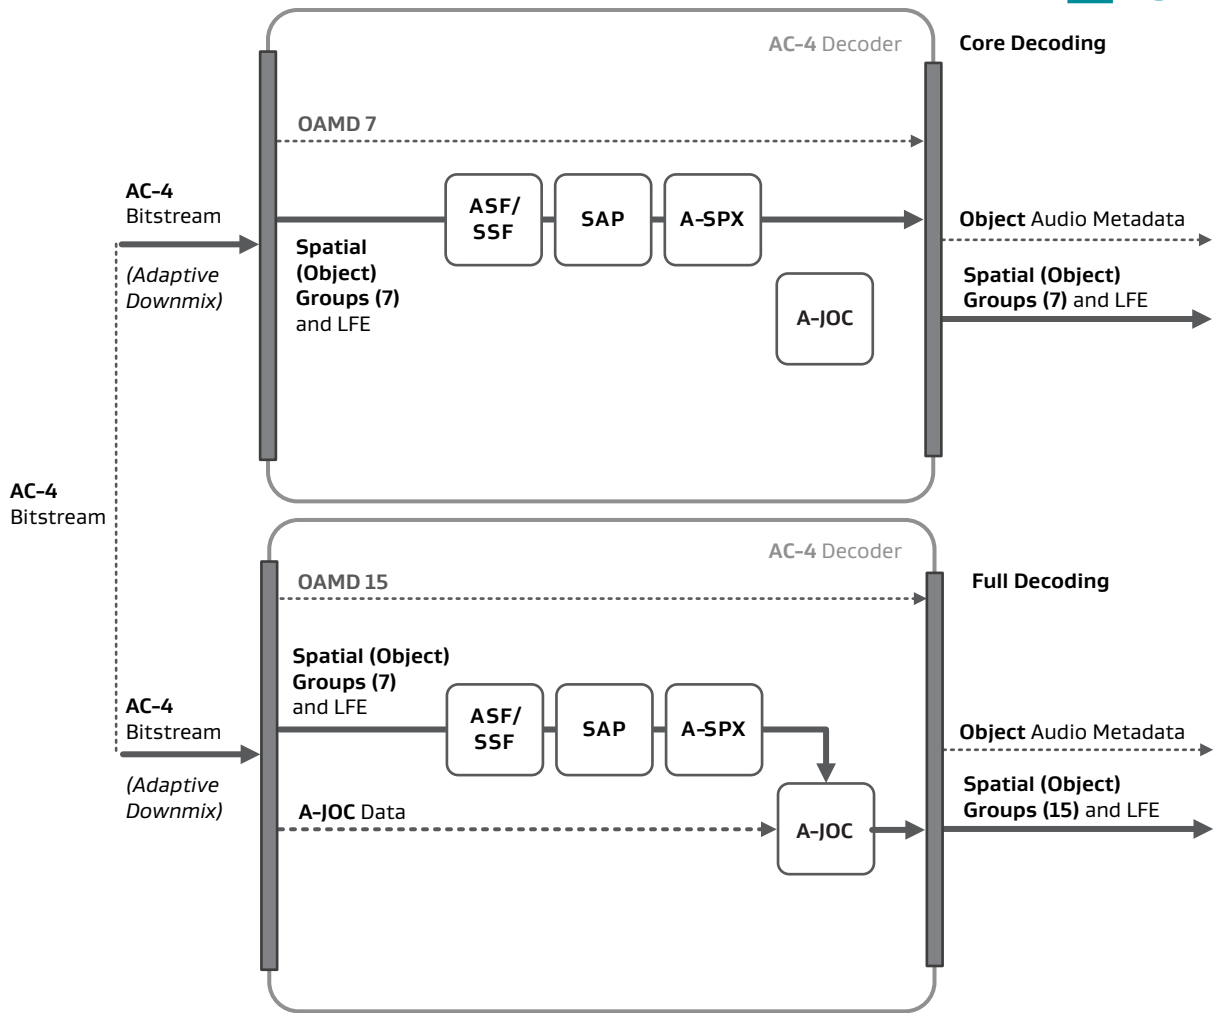 AC-4 Decoder
Core Decoding
OAMD 7
AC-4
Bitstream
(Adaptive
Downmix)
ASF/
SSF
SAP
A-SPX
Spatial
(Object)
Groups (7)
and LFE
A-JOC
Object Audio Metadata
Spatial (Object)
Groups (7) and LFE
AC-4
Bitstream
AC-4 Decoder
Full Decoding
OAMD 15
Spatial (Object)
Groups (7)
and LFE
AC-4
Bitstream
(Adaptive
Downmix)
ASF/
SSF
SAP
A-SPX
A-JOC Data
A-JOC
Object Audio Metadata
Spatial (Object)
Groups (15) and LFE